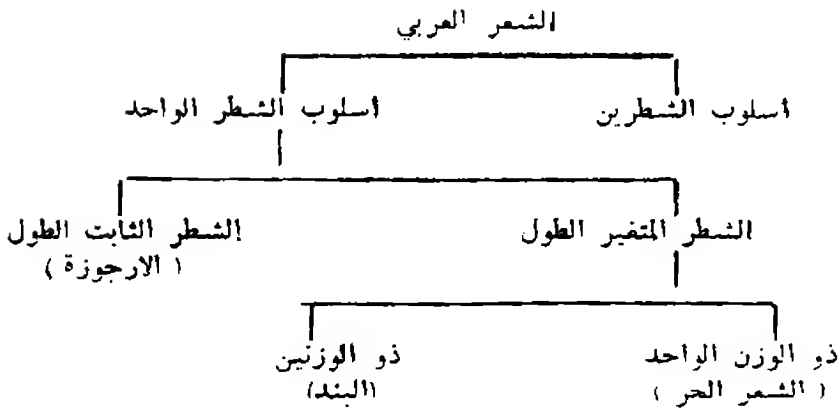 الشعر العربي
أسلوب الشطرين
أسلوب الشطر الواحد
الشطر المتغير الطول
الشطر الثابت الطول
( الارجوزة )
ذو الوزن الواحد
( الشعر الحر )
ذو الوزنين
(البند)